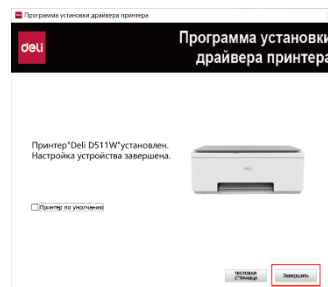 Программа установки драйвера принтера
deli
Программа установки
драйвера принтера
Принтер"Deli D511W"установлен.
Настройка устройства завершена.
Принтер по умолчанию
ТЕСТОВАЯ
СТРАНИЦА
Завершить